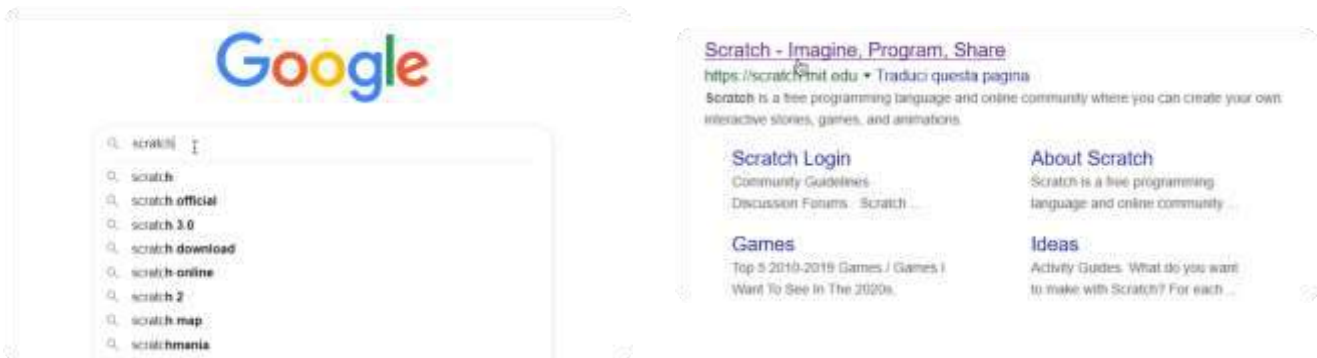 Google
scratch
scratch
scratch official
scratch 3.0
scratch download
scratch online
scratch 2
scratch map
scratchmania
Scratch - Imagine, Program, Share
https://scratch.mit.edu ▾ Traduci questa pagina
Scratch is a free programming language and online community where you can create your own
interactive stories, games, and animations.
Scratch Login
Community Guidelines
Discussion Forums Scratch ...
About Scratch
Scratch is a free programming
language and online community ...
Games
Top 5 2010-2019 Games / Games I
Want To See In The 2020s.
Ideas
Activity Guides. What do you want
to make with Scratch? For each ...